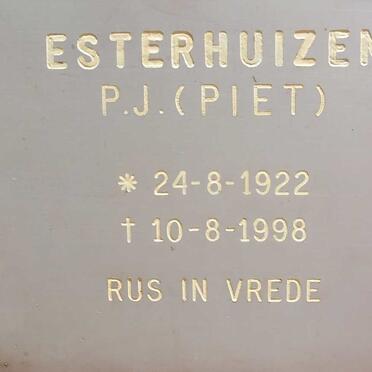 ESTERHUIZEN
P.J. (PIET)
* 24-8-1922
† 10-8-1998
RUS IN VREDE